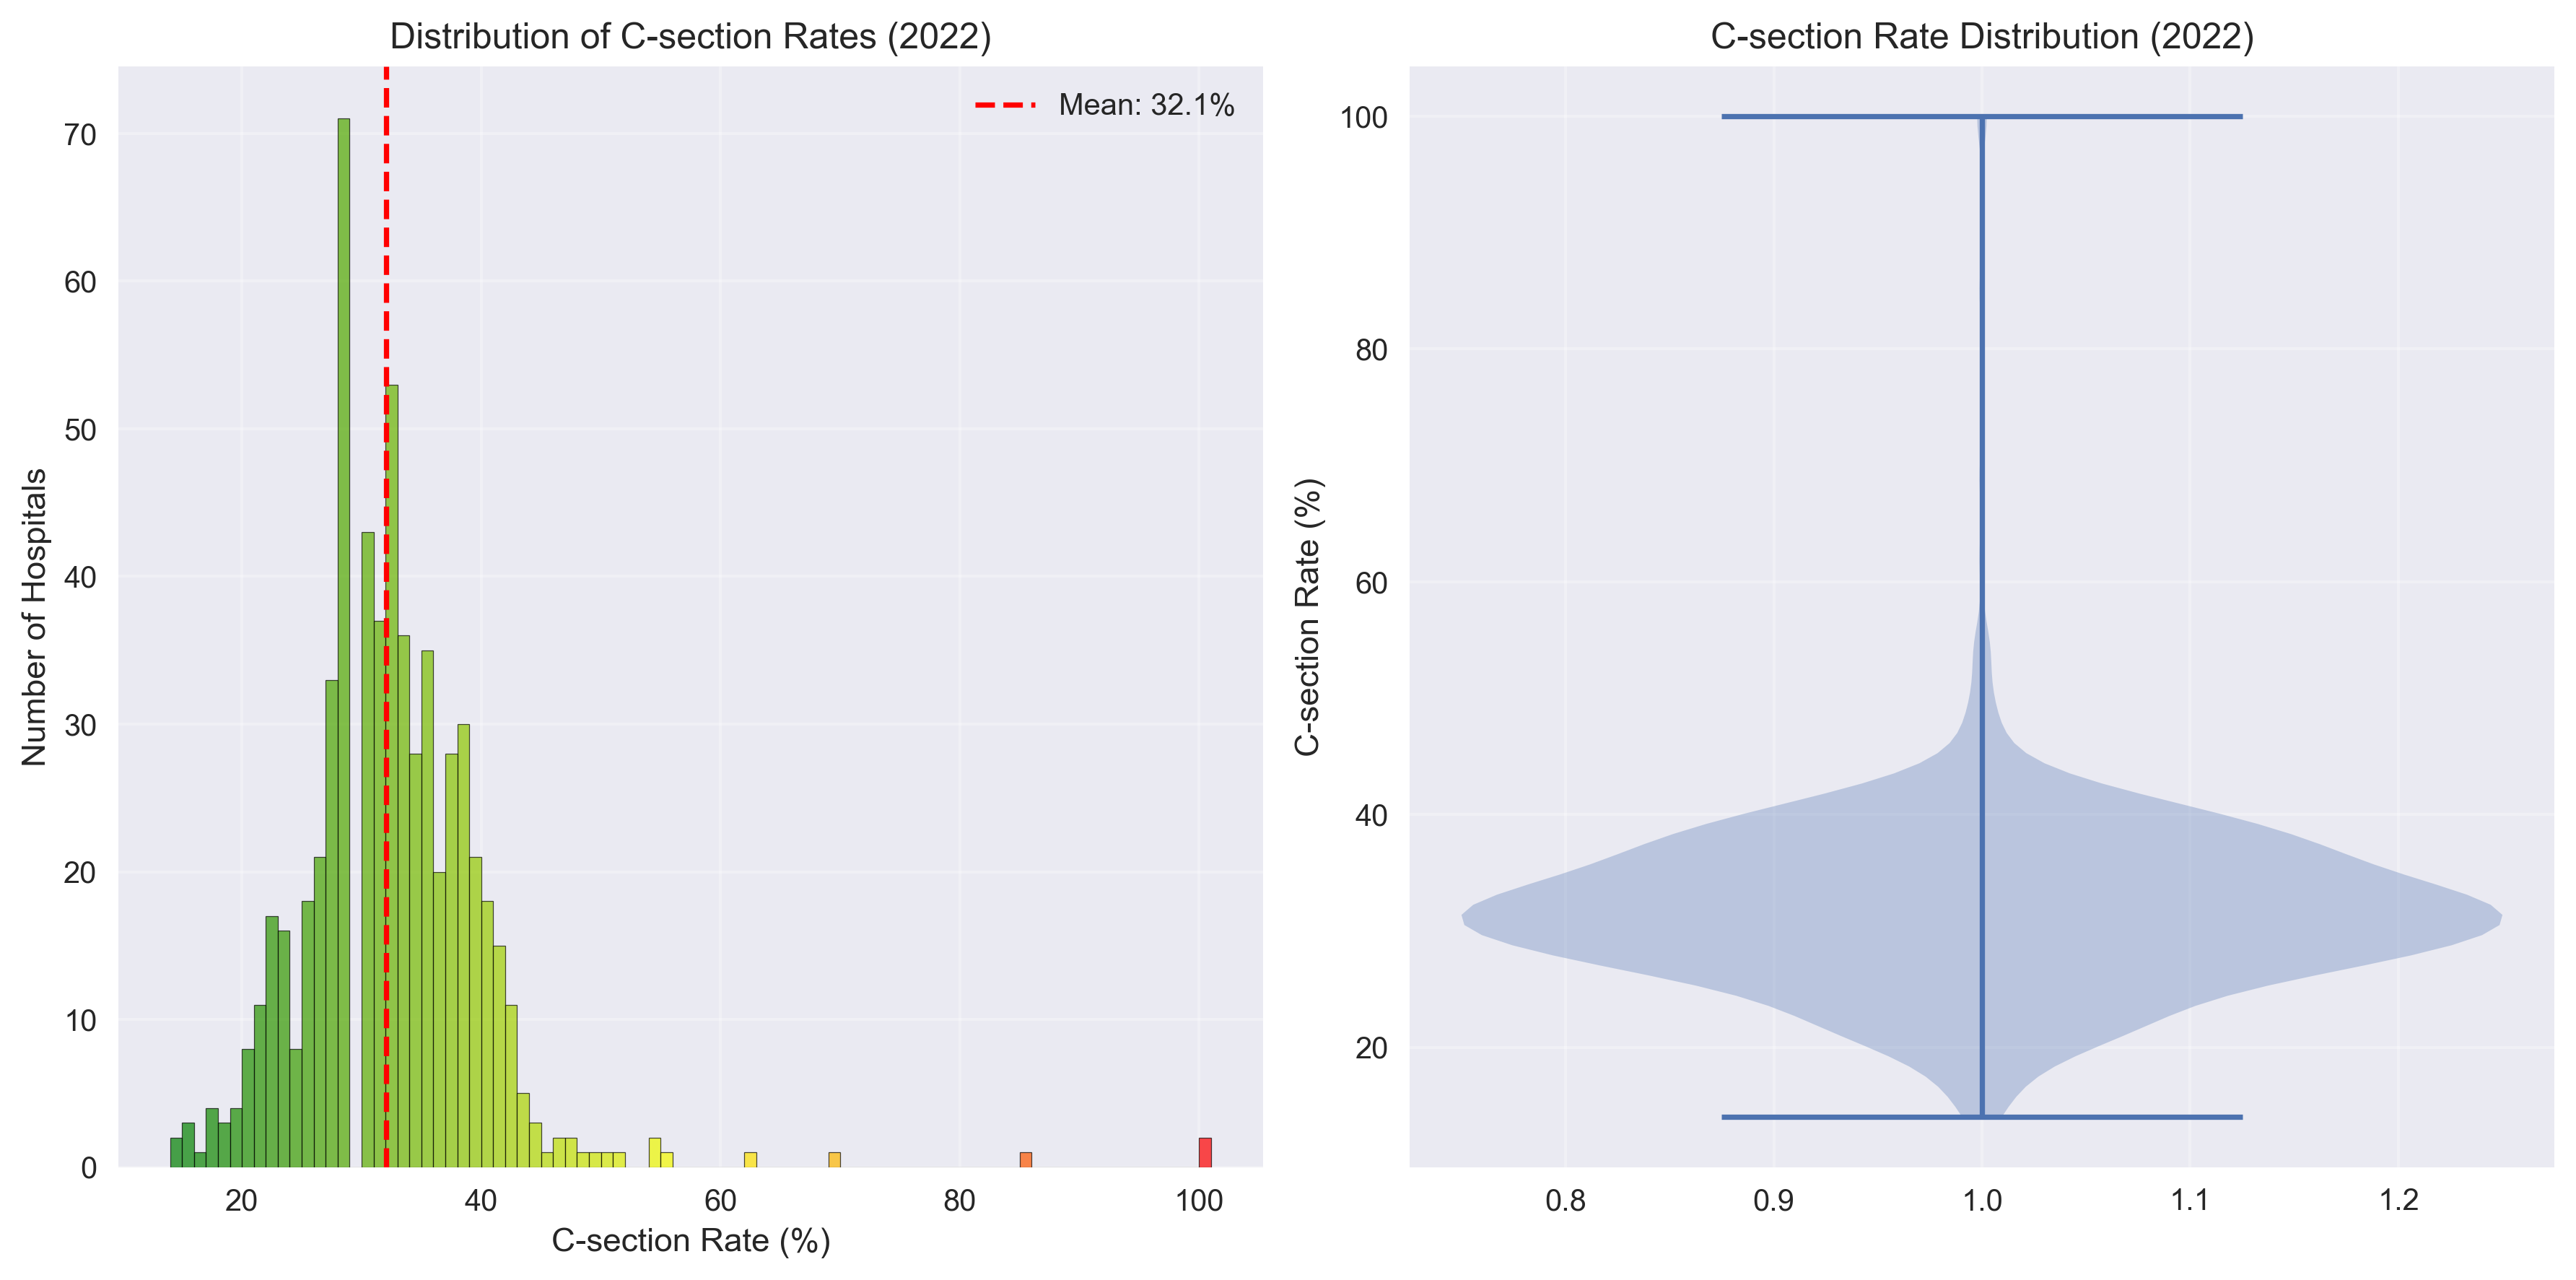 Distribution of C-section Rates (2022)
Mean: 32.1%
Number of Hospitals
70
60
50
40
30
20
10
0
20 40 60 80 100
C-section Rate (%)
C-section Rate Distribution (2022)
C-section Rate (%)
100
80
60
40
20
0.8 0.9 1.0 1.1 1.2